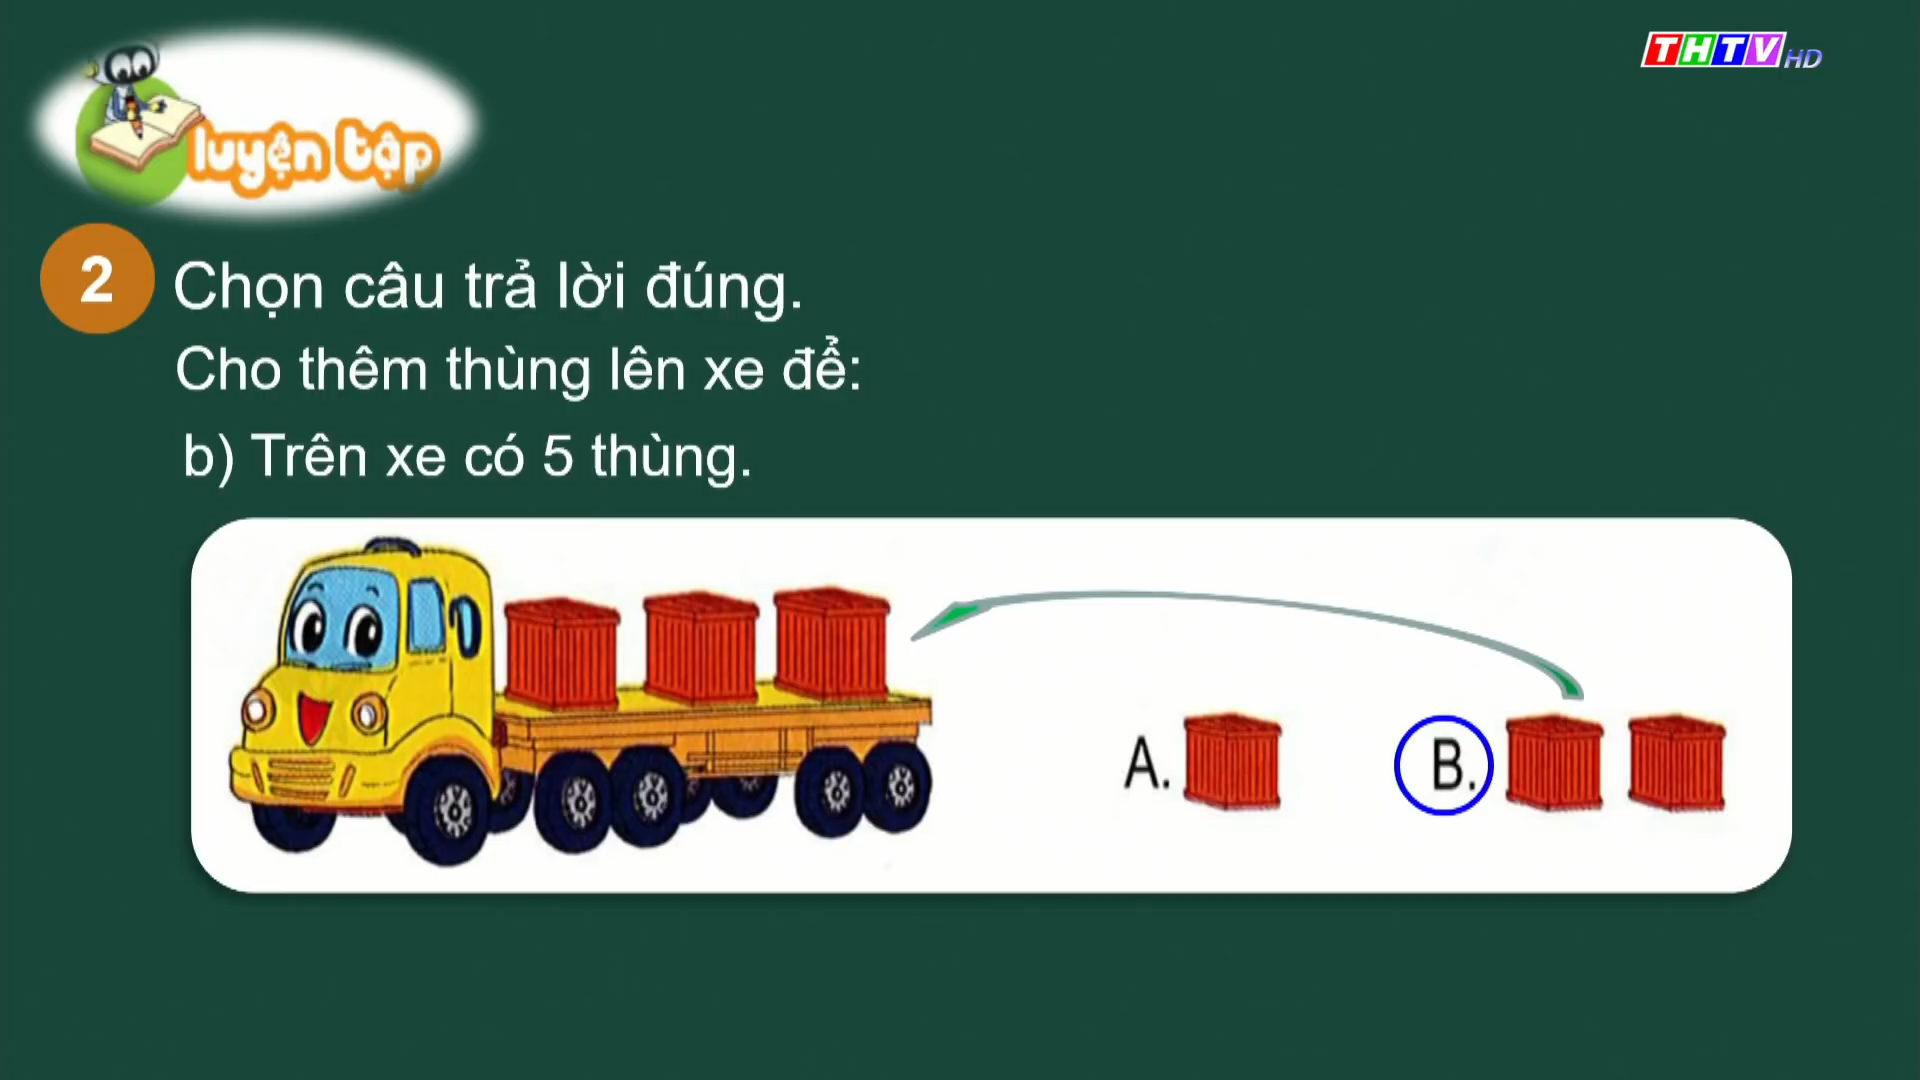 THTV HD
luyện tập
2 Chọn câu trả lời đúng.
Cho thêm thùng lên xe để:
b) Trên xe có 5 thùng.
A. B.